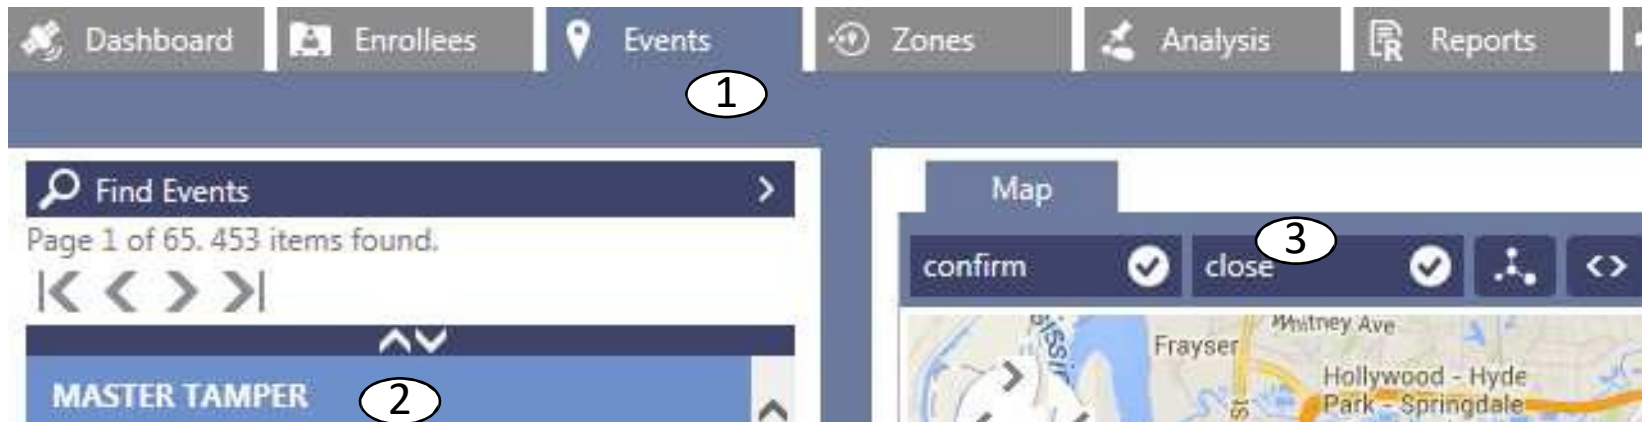 Dashboard Enrollees Events Zones Analysis Reports
1
Find Events
Page 1 of 65. 453 items found.
MASTER TAMPER
2
Map
3
confirm close
Whitney Ave
Frayser
Hollywood - Hyde
Park - Springdale